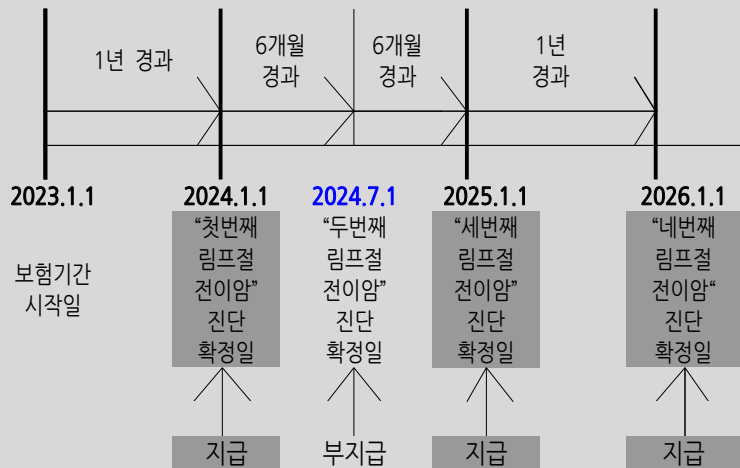 1년 경과
6개월
경과
6개월
경과
1년
경과
2023.1.1
2024.1.1
2024.7.1
2025.1.1
2026.1.1
보험기간
시작일
“첫번째
림프절
전이암”
진단
확정일
“두번째
림프절
전이암”
진단
확정일
“세번째
림프절
전이암”
진단
확정일
“네번째
림프절
전이암“
진단
확정일
지급
부지급
지급
지급